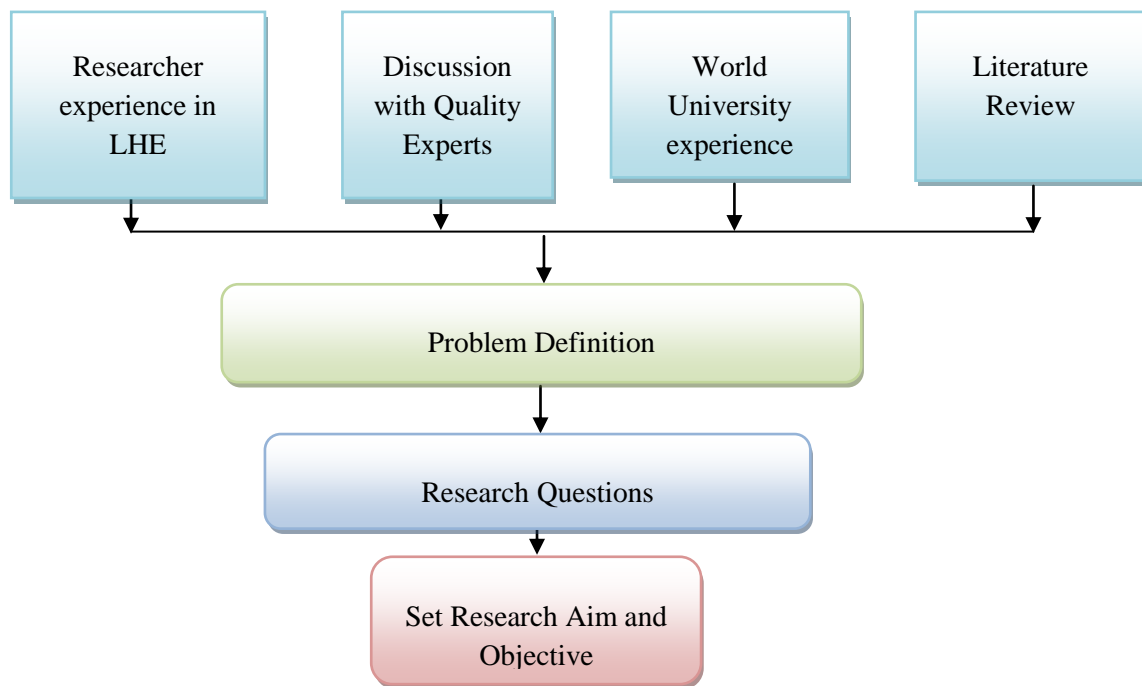 Researcher
experience in
LHE
Discussion
with Quality
Experts
World
University
experience
Literature
Review
Problem Definition
Research Questions
Set Research Aim and
Objective